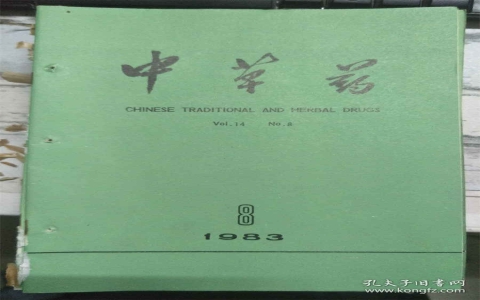 中草药
CHINESE TRADITIONAL AND HERBAL DRUGS
Vol.14 No.8
8
1983
孔夫子旧书网
www.kongfz.com